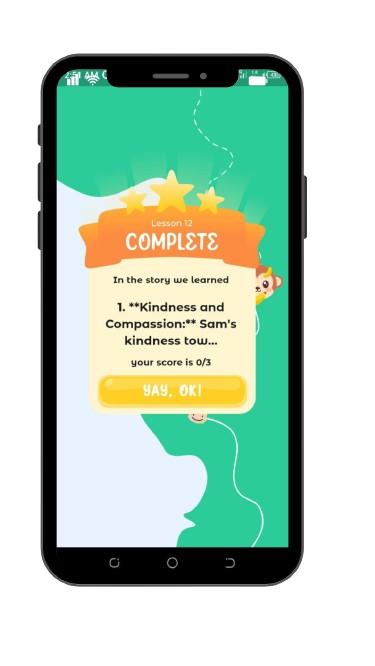 Lesson 12
COMPLETE
In the story we learned
1. **Kindness and
Compassion:** Sam's
kindness tow...
your score is 0/3
YAY, OK!